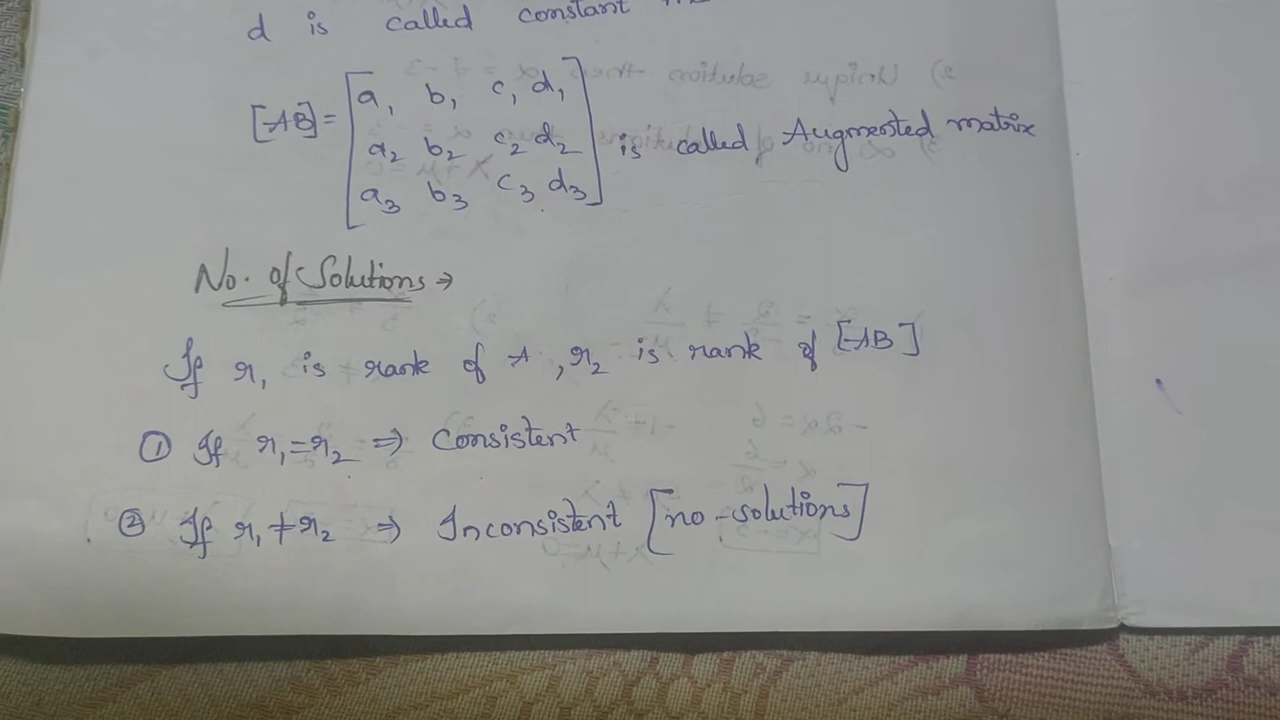 d is called constant
[AB] = [a₁ b₁ c₁ d₁
a₂ b₂ c₂ d₂
a₃ b₃ c₃ d₃] is called Augmented matrix
No. of Solutions →
If r₁ is rank of A, r₂ is rank of [AB]
① If r₁=r₂ ⇒ Consistent
② If r₁≠r₂ ⇒ Inconsistent [no-solutions]